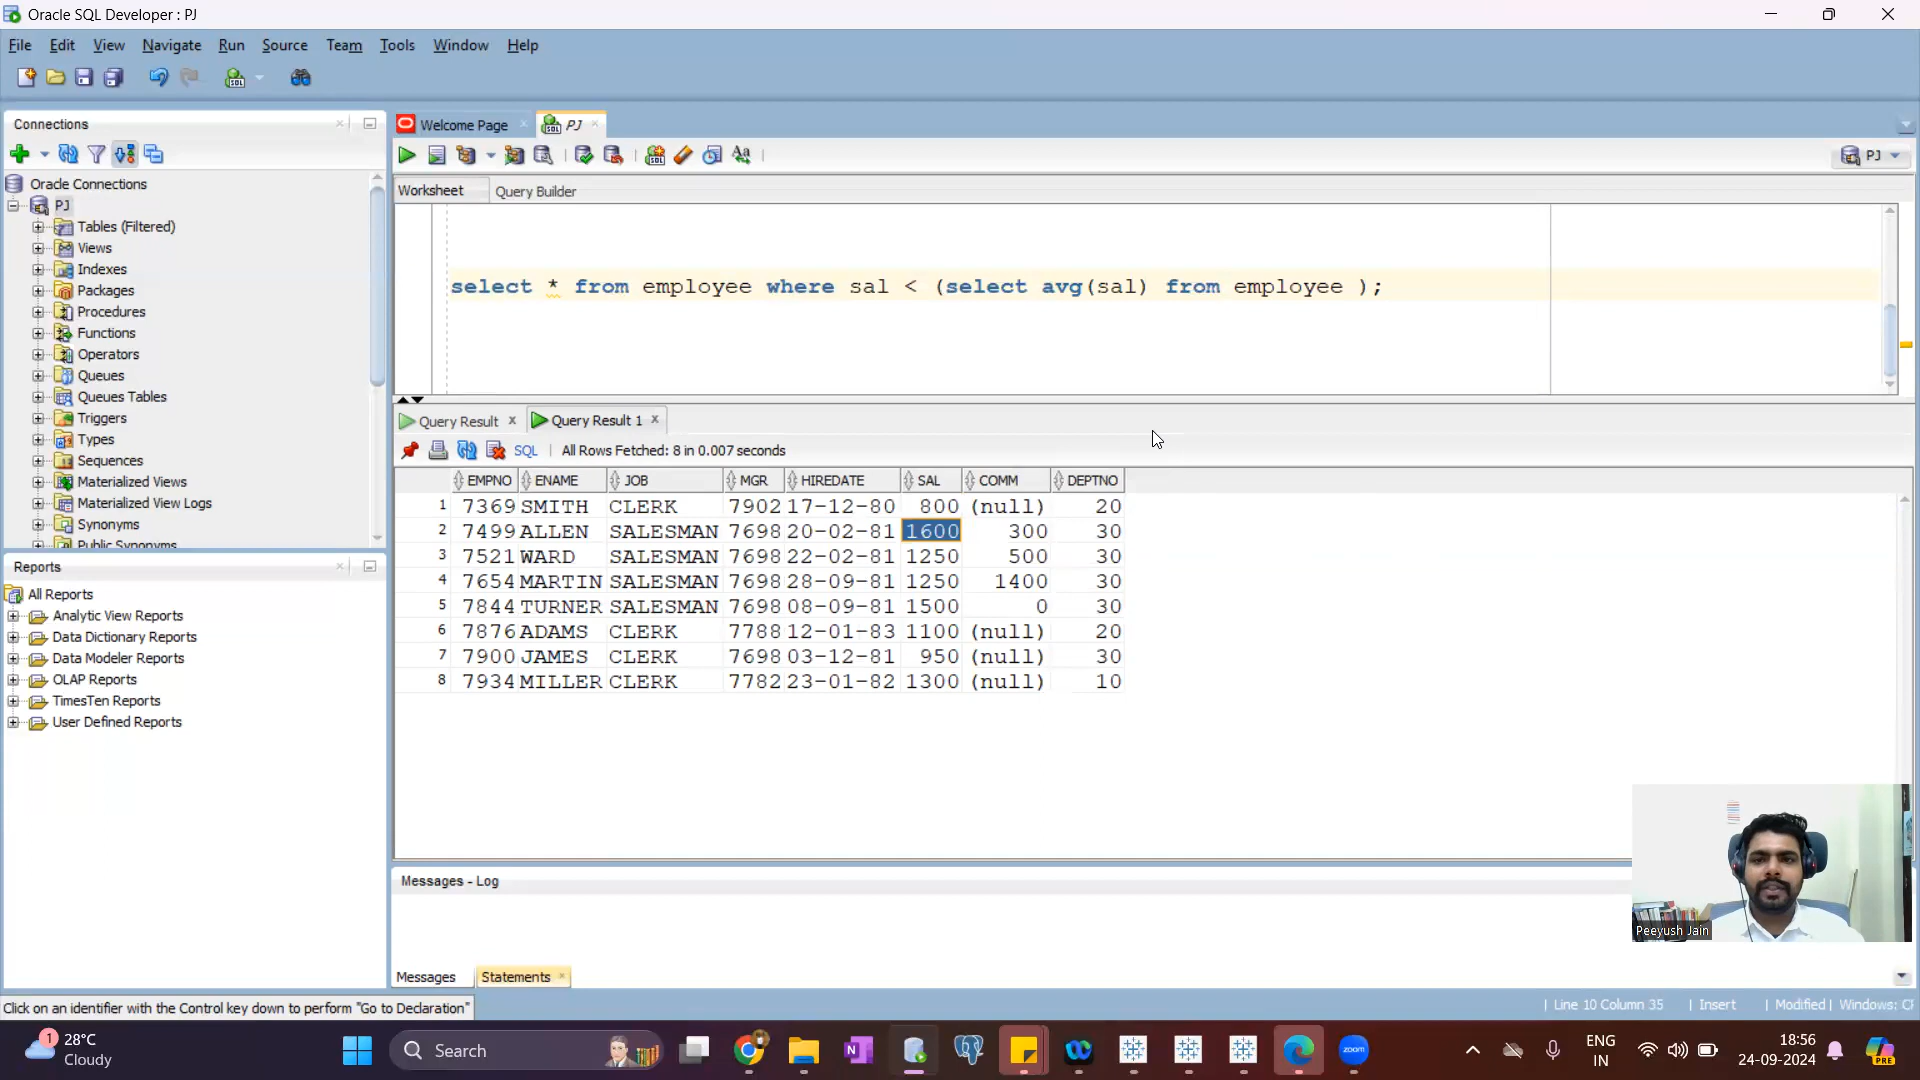 Oracle SQL Developer : PJ
File Edit View Navigate Run Source Team Tools Window Help
Connections
Welcome Page
PJ
PJ
Worksheet
Query Builder
Oracle Connections
PJ
Tables (Filtered)
Views
Indexes
Packages
Procedures
Functions
Operators
Queues
Queues Tables
Triggers
Types
Sequences
Materialized Views
Materialized View Logs
Synonyms
Public Synonyms
select * from employee where sal < (select avg(sal) from employee );
Query Result
Query Result 1
SQL
All Rows Fetched: 8 in 0.007 seconds
EMPNO ENAME JOB MGR HIREDATE SAL COMM DEPTNO
1 7369 SMITH CLERK 7902 17-12-80 800 (null) 20
2 7499 ALLEN SALESMAN 7698 20-02-81 1600 300 30
3 7521 WARD SALESMAN 7698 22-02-81 1250 500 30
4 7654 MARTIN SALESMAN 7698 28-09-81 1250 1400 30
5 7844 TURNER SALESMAN 7698 08-09-81 1500 0 30
6 7876 ADAMS CLERK 7788 12-01-83 1100 (null) 20
7 7900 JAMES CLERK 7698 03-12-81 950 (null) 30
8 7934 MILLER CLERK 7782 23-01-82 1300 (null) 10
Reports
All Reports
Analytic View Reports
Data Dictionary Reports
Data Modeler Reports
OLAP Reports
TimesTen Reports
User Defined Reports
Messages - Log
Messages
Statements
Peeyush Jain
Click on an identifier with the Control key down to perform "Go to Declaration"
Line 10 Column 35
Insert
Modified
Windows:
1
28°C
Cloudy
Search
zoom
ENG
IN
18:56
24-09-2024
PRE